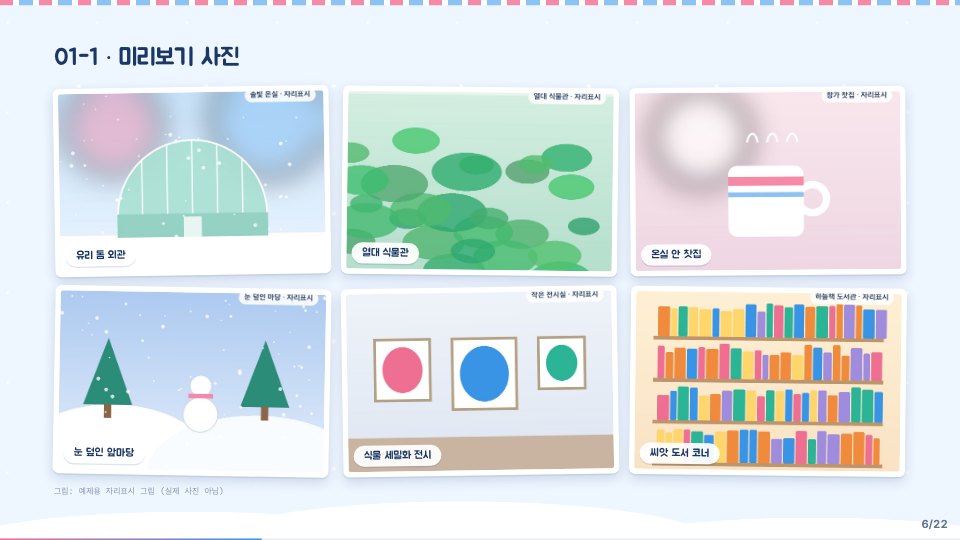 01-1 · 미리보기 사진
솔빛 온실 · 자리표시
유리 돔 외관
열대 식물관 · 자리표시
열대 식물관
참가 찻집 · 자리표시
온실 안 찻집
눈 덮인 마당 · 자리표시
눈 덮인 앞마당
작은 전시실 · 자리표시
식물 세밀화 전시
하늘책 도서관 · 자리표시
씨앗 도서 코너
그림: 예제용 자리표시 그림 (실제 사진 아님)
6/22